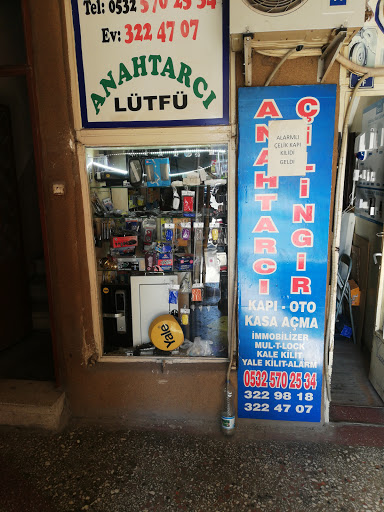 Tel: 0532 570 25 34
Ev: 322 47 07
ANAHTARCI
LÜTFÜ
ANAHTARCI
ÇİLİNGİR
ALARMLI
ÇELİK KAPI
KİLİDİ
GELDİ
KAPI - OTO
KASA AÇMA
İMMOBİLİZER
MUL-T-LOCK
KALE KİLİT
YALE KİLİT-ALARM
0532 570 25 34
322 98 18
322 47 07
Yale